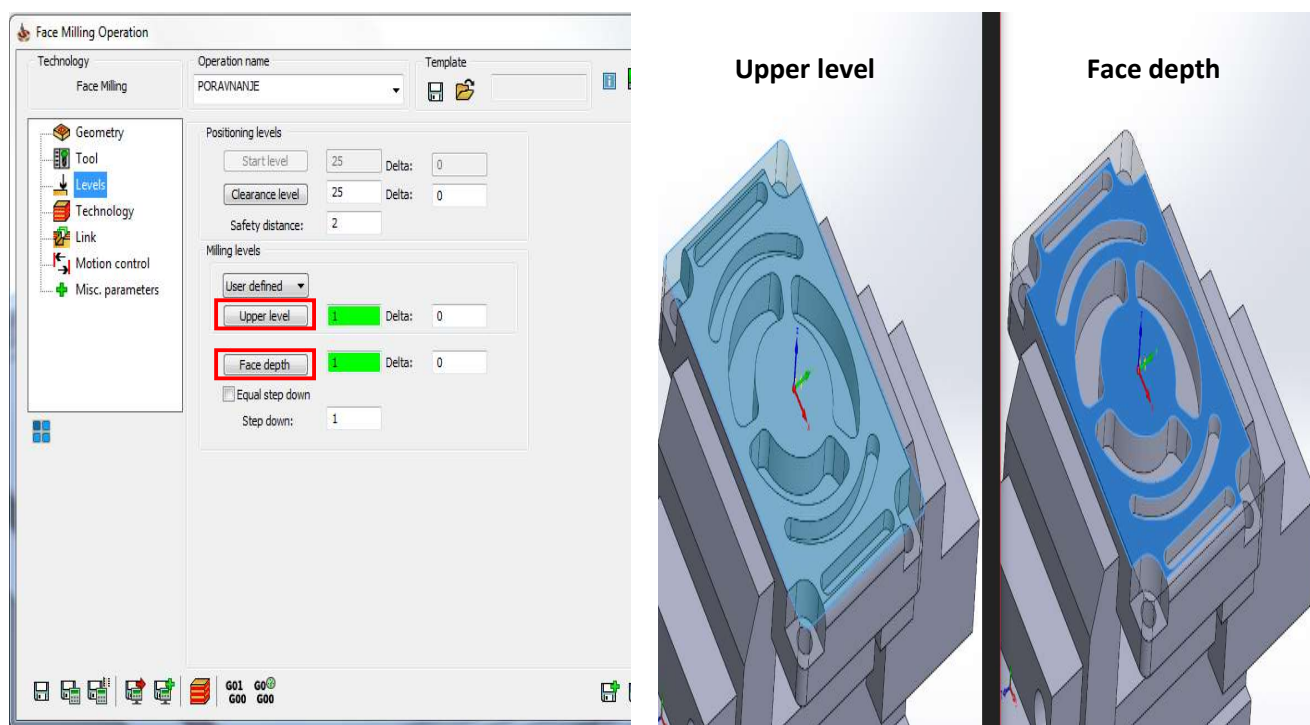 Face Milling Operation
Technology
Face Milling
Operation name
PORAVNANJE
Template
Geometry
Tool
Levels
Technology
Link
Motion control
Misc. parameters
Positioning levels
Start level 25 Delta: 0
Clearance level 25 Delta: 0
Safety distance: 2
Milling levels
User defined
Upper level 1 Delta: 0
Face depth 1 Delta: 0
Equal step down
Step down: 1
G01 G0
G00 G00
Upper level
Face depth